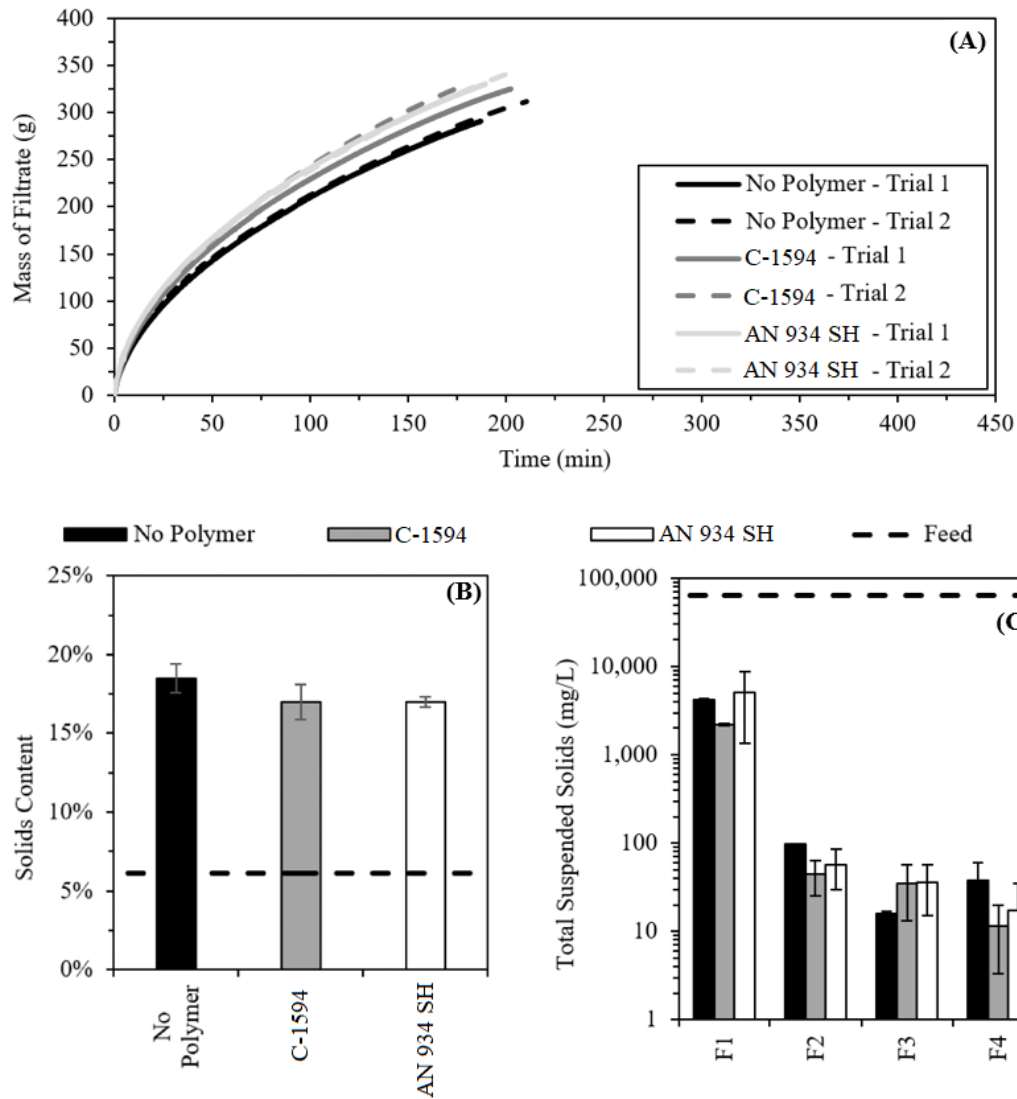 (A)
400
350
300
250
200
150
100
50
0
Mass of Filtrate (g)
0 50 100 150 200 250 300 350 400 450
Time (min)
No Polymer - Trial 1
No Polymer - Trial 2
C-1594 - Trial 1
C-1594 - Trial 2
AN 934 SH - Trial 1
AN 934 SH - Trial 2
No Polymer C-1594 AN 934 SH Feed
(B)
25%
20%
15%
10%
5%
0%
Solids Content
No Polymer
C-1594
AN 934 SH
(C
100,000
10,000
1,000
100
10
1
Total Suspended Solids (mg/L)
F1 F2 F3 F4